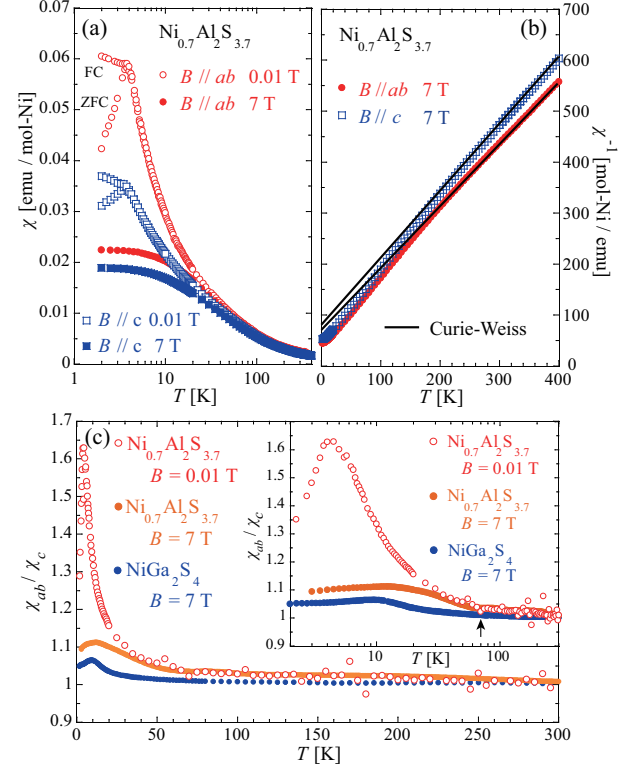 (a) Ni0.7Al2S3.7
FC
ZFC
B // ab 0.01 T
B // ab 7 T
B // c 0.01 T
B // c 7 T
χ [emu / mol-Ni]
0.06
0.05
0.04
0.03
0.02
0.01
0
1 10 100
T [K]
Ni0.7Al2S3.7 (b)
B // ab 7 T
B // c 7 T
Curie-Weiss
700
600
500
400
300
200
100
0
χ-1 [mol-Ni / emu]
0 100 200 300 400
T [K]
(c)
Ni0.7Al2S3.7
B = 0.01 T
Ni0.7Al2S3.7
B = 7 T
NiGa2S4
B = 7 T
χab / χc
1.7
1.6
1.5
1.4
1.3
1.2
1.1
1.0
0.9
0 50 100 150 200 250 300
T [K]
Ni0.7Al2S3.7
B = 0.01 T
Ni0.7Al2S3.7
B = 7 T
NiGa2S4
B = 7 T
χab / χc
1.6
1.4
1.2
1.1
1
0.9
10 100
T [K]